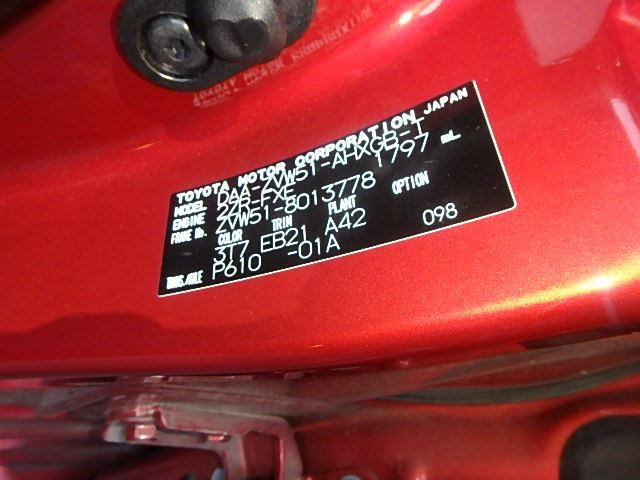 TOYOTA MOTOR CORPORATION JAPAN
MODEL DAA-ZVW51-AHXGB-I
ENGINE 2ZR-FXE 1797 mL
FRAME No. ZVW51-8013778
COLOR TRIM PLANT OPTION
3T7 EB21 A42
TRANS.AXLE P610 -01A 098